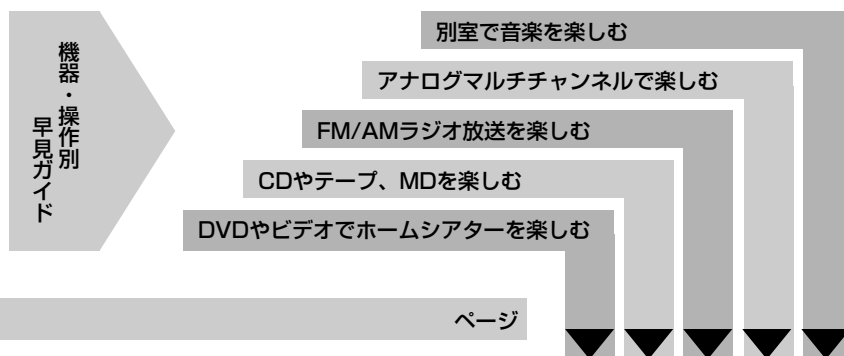 機器・操作別
早見ガイド
別室で音楽を楽しむ
アナログマルチチャンネルで楽しむ
FM/AMラジオ放送を楽しむ
CDやテープ、MDを楽しむ
DVDやビデオでホームシアターを楽しむ
ページ